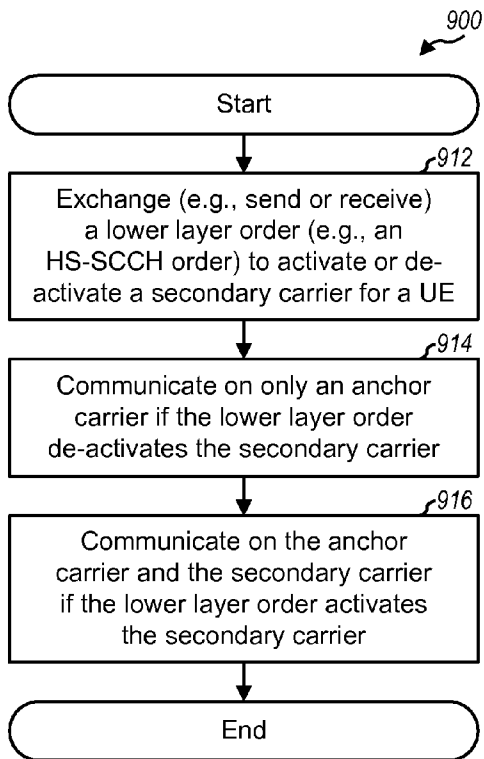 900
Start
912
Exchange (e.g., send or receive)
a lower layer order (e.g., an
HS-SCCH order) to activate or de-
activate a secondary carrier for a UE
914
Communicate on only an anchor
carrier if the lower layer order
de-activates the secondary carrier
916
Communicate on the anchor
carrier and the secondary carrier
if the lower layer order activates
the secondary carrier
End